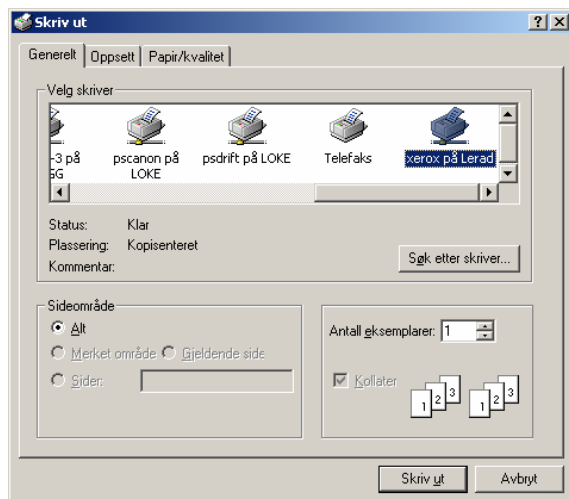 Skriv ut
Generelt Oppsett Papir/kvalitet
Velg skriver
-3 på
GG
pscanon på
LOKE
psdrift på LOKE
Telefaks
xerox på Lerad
Status: Klar
Plassering: Kopisenteret
Kommentar:
Søk etter skriver...
Sideområde
Alt
Merket område Gjeldende side
Sider:
Antall eksemplarer: 1
Kollater
1 2 3 1 2 3
Skriv ut Avbryt